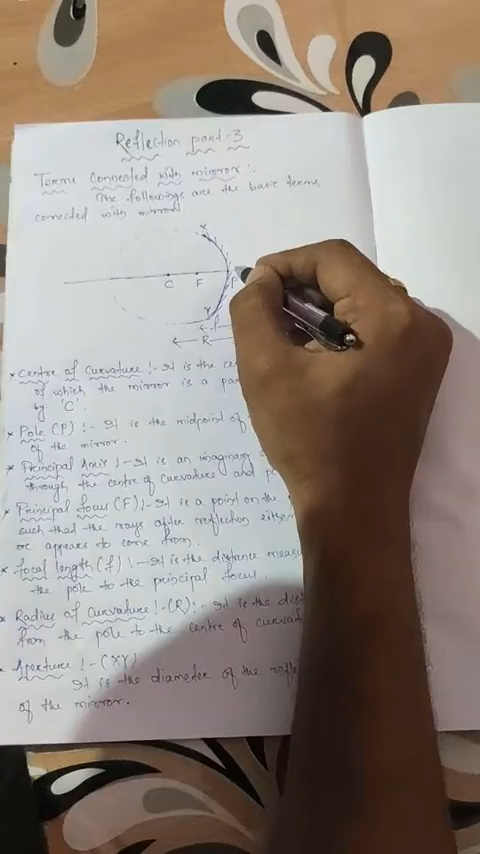 Reflection part-3
Terms Connected with mirror :-
The followings are the basic terms
connected with mirror.
X
C F P
Y
f
R
* Centre of Curvature :- It is the
of which the mirror is a
by 'C'.
* Pole (P) :- It is the midpoint of
of the mirror.
* Principal Axis :- It is an imaginary
through the centre of curvature and
* Principal focus (F) :- It is a point on the
such that the rays after reflection either
or appears to come from.
* Focal length (f) :- It is the distance
the pole to the principal focus.
* Radius of Curvature :- (R) :- It is the
from the pole to the centre of
* Aperture :- (XY)
It is the diameter of the
of the mirror.